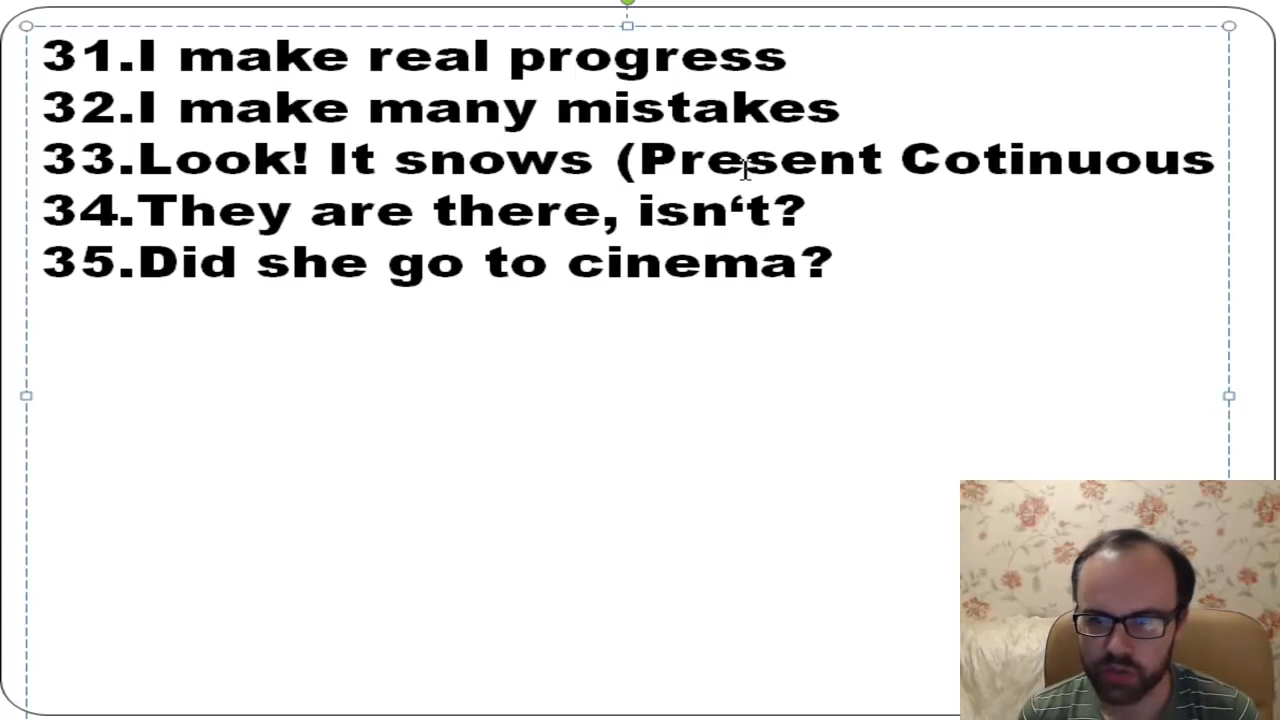 31.I make real progress
32.I make many mistakes
33.Look! It snows (Present Cotinuous
34.They are there, isn‘t?
35.Did she go to cinema?